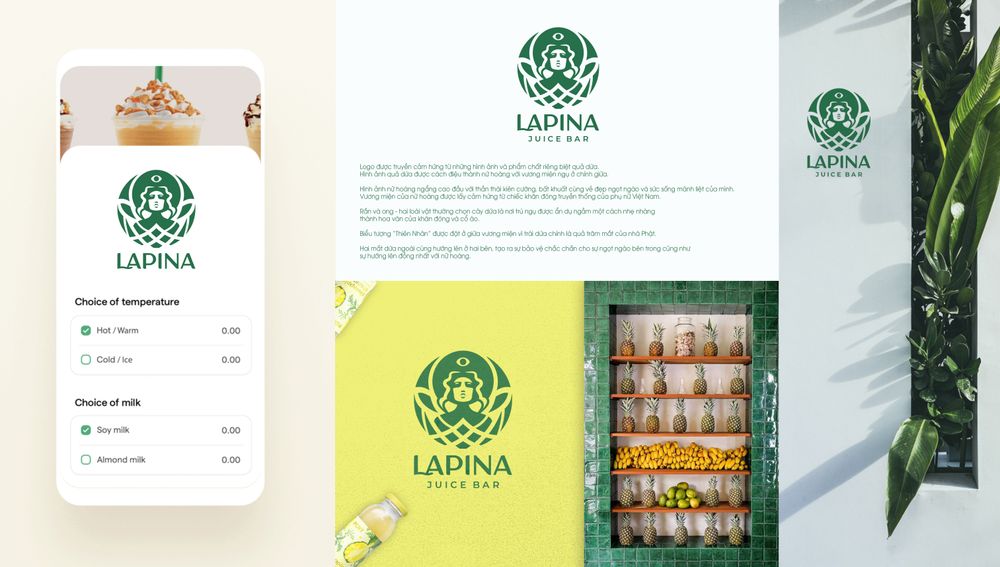 LAPINA
Choice of temperature
Hot / Warm 0.00
Cold / Ice 0.00
Choice of milk
Soy milk 0.00
Almond milk 0.00
LAPINA
JUICE BAR
Logo được truyền cảm hứng từ những hình ảnh và phẩm chất riêng biệt quả dứa.
Hình ảnh quả dứa được cách điệu thành nữ hoàng với vương miện ngự ở chính giữa.
Hình ảnh nữ hoàng ngẩng cao đầu với thần thái kiên cường, bất khuất cùng vẻ đẹp ngọt ngào và sức sống mãnh liệt của mình.
Vương miện của nữ hoàng được lấy cảm hứng từ chiếc khăn đóng truyền thống của phụ nữ Việt Nam.
Rắn và ong - hai loài vật thường chọn cây dứa là nơi trú ngụ được ẩn dụ ngầm một cách nhẹ nhàng
thành hoạ văn của khăn đóng và cổ áo.
Biểu tượng "Thiên Nhãn" được đặt ở giữa vương miện vì trái dứa chính là quả trăm mắt của nhà Phật.
Hai mắt dứa ngoài cùng hướng lên ở hai bên, tạo ra sự bảo vệ chắc chắn cho sự ngọt ngào bên trong cũng như
sự hướng lên đồng nhất với nữ hoàng.
LAPINA
JUICE BAR
LAPINA
JUICE BAR